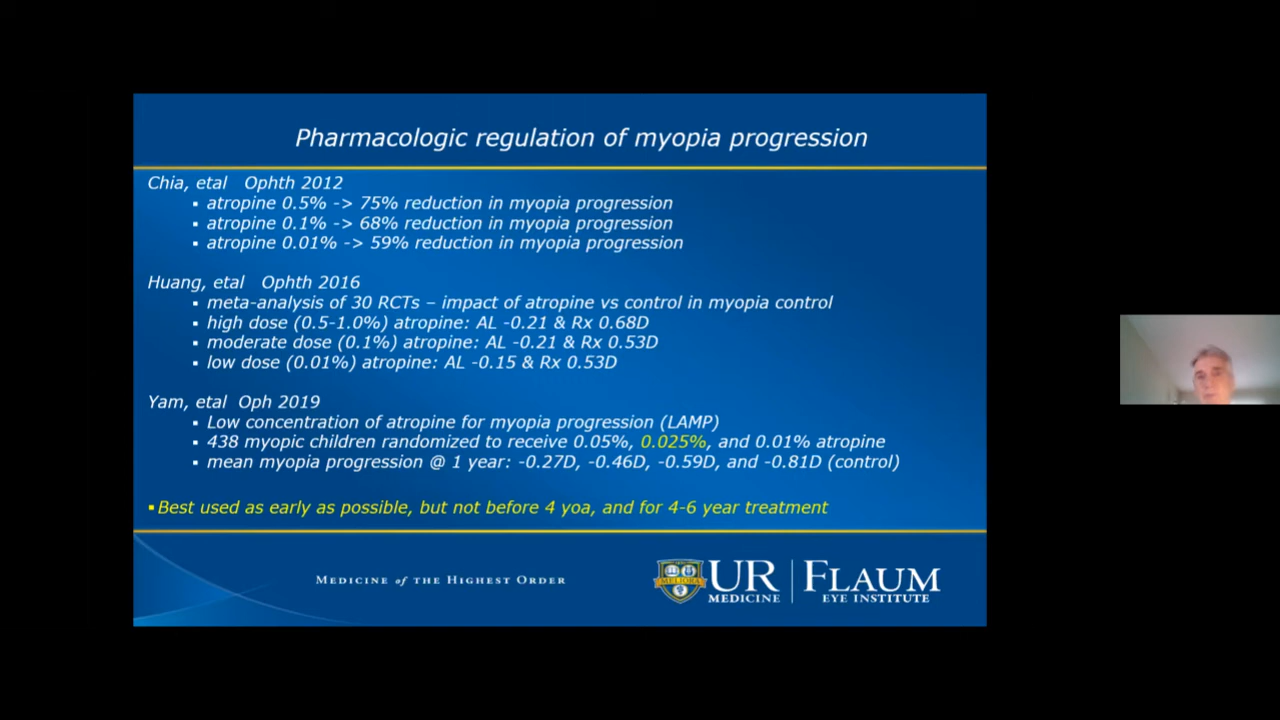 Pharmacologic regulation of myopia progression
Chia, etal Ophth 2012
▪ atropine 0.5% -> 75% reduction in myopia progression
▪ atropine 0.1% -> 68% reduction in myopia progression
▪ atropine 0.01% -> 59% reduction in myopia progression
Huang, etal Ophth 2016
▪ meta-analysis of 30 RCTs – impact of atropine vs control in myopia control
▪ high dose (0.5-1.0%) atropine: AL -0.21 & Rx 0.68D
▪ moderate dose (0.1%) atropine: AL -0.21 & Rx 0.53D
▪ low dose (0.01%) atropine: AL -0.15 & Rx 0.53D
Yam, etal Oph 2019
▪ Low concentration of atropine for myopia progression (LAMP)
▪ 438 myopic children randomized to receive 0.05%, 0.025%, and 0.01% atropine
▪ mean myopia progression @ 1 year: -0.27D, -0.46D, -0.59D, and -0.81D (control)
▪ Best used as early as possible, but not before 4 yoa, and for 4-6 year treatment
MEDICINE of THE HIGHEST ORDER
MELIORA
UR MEDICINE
FLAUM EYE INSTITUTE